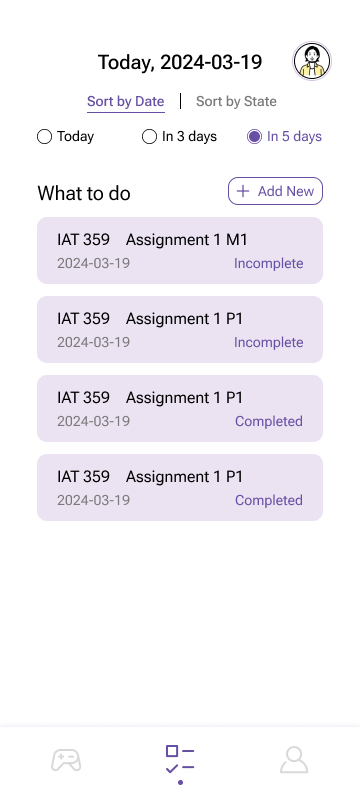 Today, 2024-03-19
Sort by Date | Sort by State
Today In 3 days In 5 days
What to do + Add New
IAT 359 Assignment 1 M1
2024-03-19 Incomplete
IAT 359 Assignment 1 P1
2024-03-19 Incomplete
IAT 359 Assignment 1 P1
2024-03-19 Completed
IAT 359 Assignment 1 P1
2024-03-19 Completed